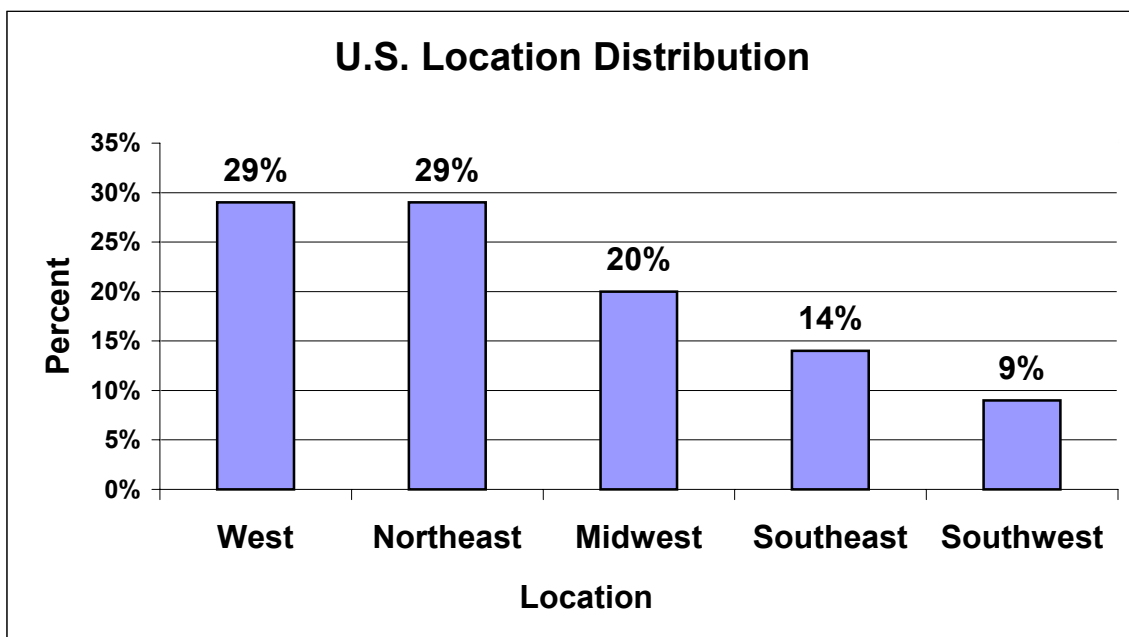 U.S. Location Distribution
35%
30%
25%
20%
15%
10%
5%
0%
Percent
29%
29%
20%
14%
9%
West
Northeast
Midwest
Southeast
Southwest
Location